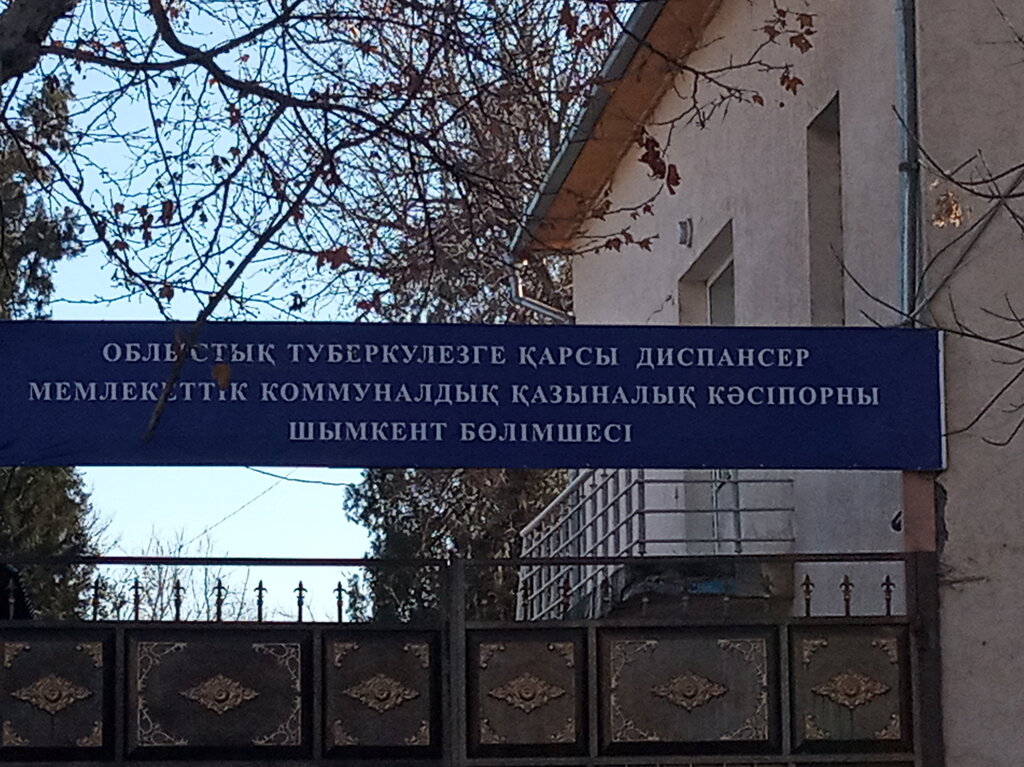 ОБЛЫСТЫҚ ТУБЕРКУЛЕЗГЕ ҚАРСЫ ДИСПАНСЕР
МЕМЛЕКЕТТІК КОММУНАЛДЫҚ ҚАЗЫНАЛЫҚ КӘСІПОРНЫ
ШЫМКЕНТ БӨЛІМШЕСІ